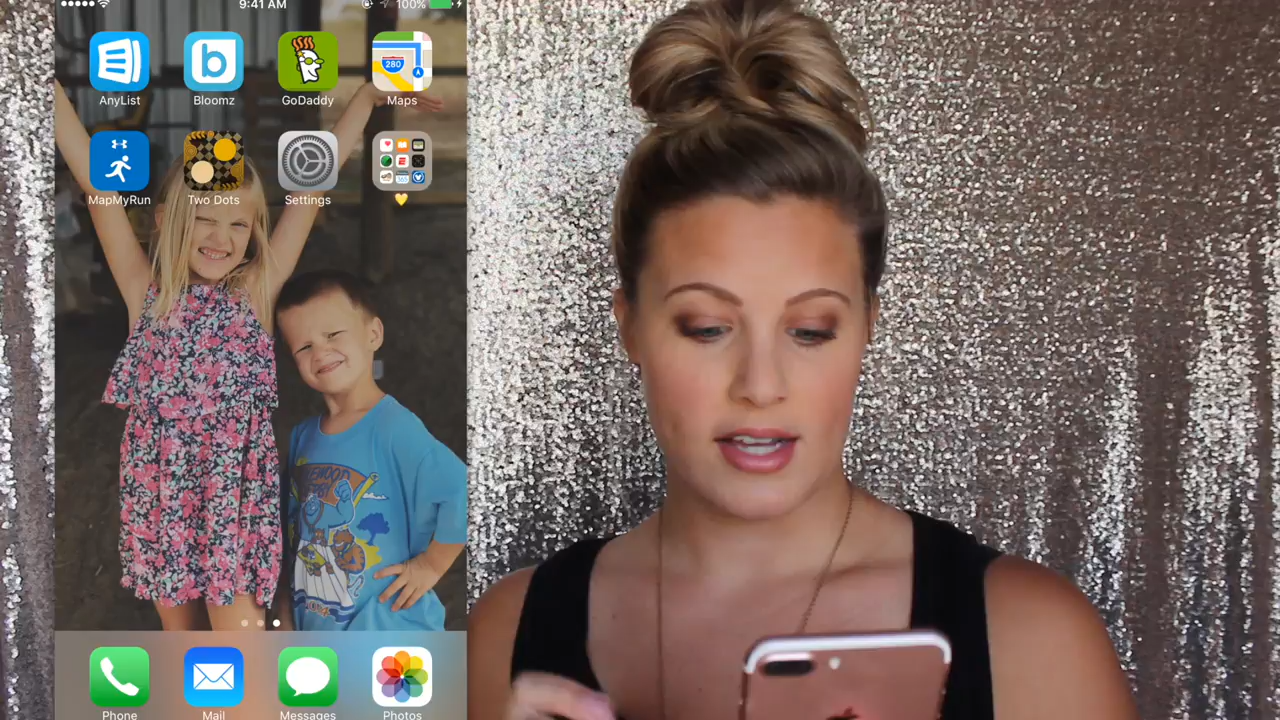 9:41 AM 100%
AnyList Bloomz GoDaddy Maps
280
MapMyRun Two Dots Settings
Phone Mail Messages Photos